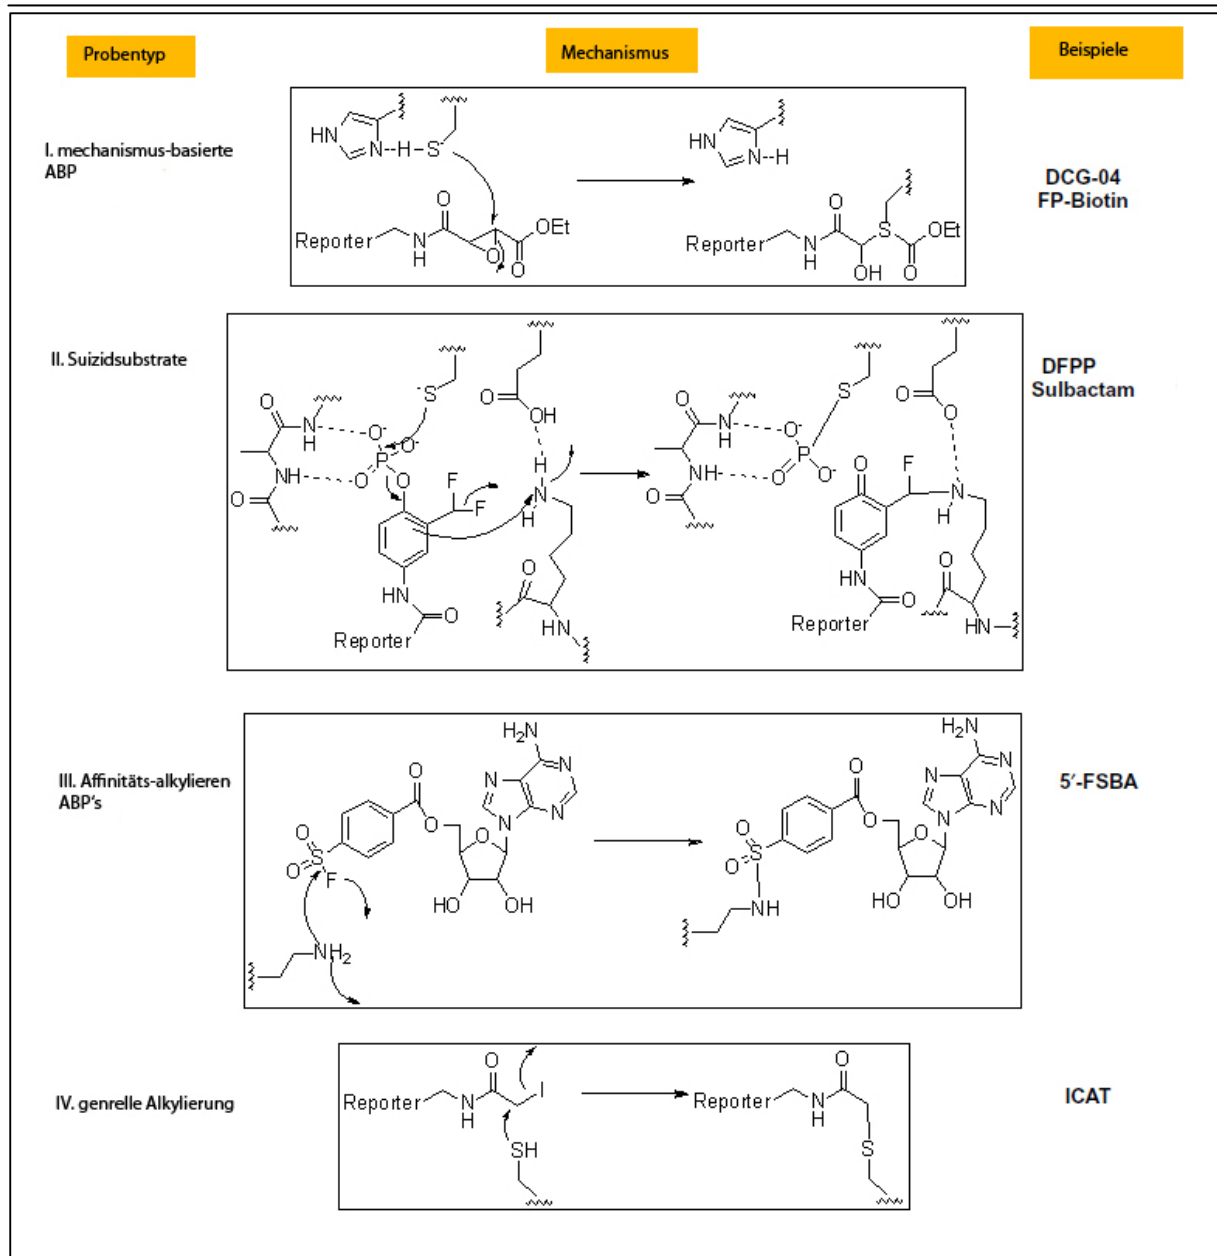 Probentyp
Mechanismus
Beispiele
I. mechanismus-basierte
ABP
HN
N
H
S
Reporter
N
H
O
O
OEt
O
HN
N
H
Reporter
N
H
O
OH
S
OEt
O
DCG-04
FP-Biotin
II. Suizidsubstrate
O
N
H
NH
O
O⁻
P
O⁻
O
O
S⁻
F
F
HN
O
Reporter
O
OH
H
N
H
O
HN
O
N
H
NH
O
O⁻
P
O
O⁻
S
O
F
HN
O
Reporter
O
O
N
H
O
HN
DFPP
Sulbactam
III. Affinitäts-alkylieren
ABP's
H₂N
N
N
N
N
O
O
O
HO
OH
O
S
O
F
NH₂
H₂N
N
N
N
N
O
O
O
HO
OH
O
S
O
NH
5′-FSBA
IV. genrelle Alkylierung
Reporter
N
H
O
I
SH
Reporter
N
H
O
S
ICAT